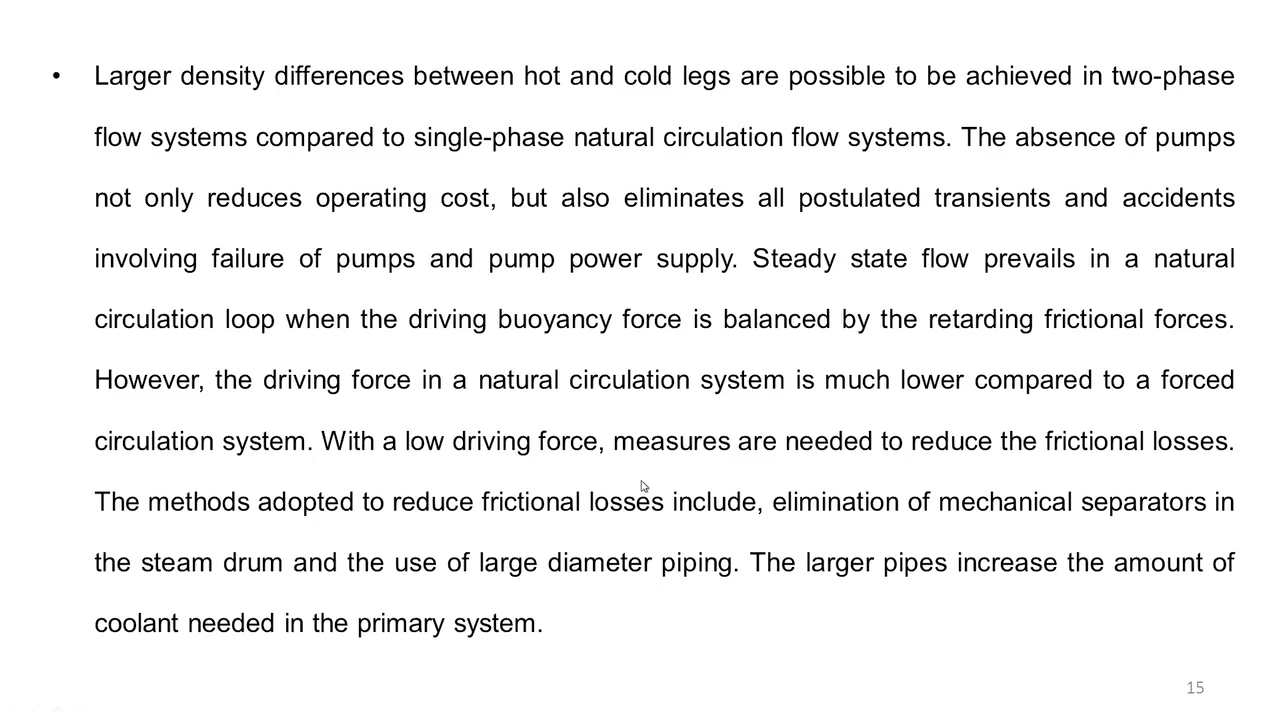 • Larger density differences between hot and cold legs are possible to be achieved in two-phase
flow systems compared to single-phase natural circulation flow systems. The absence of pumps
not only reduces operating cost, but also eliminates all postulated transients and accidents
involving failure of pumps and pump power supply. Steady state flow prevails in a natural
circulation loop when the driving buoyancy force is balanced by the retarding frictional forces.
However, the driving force in a natural circulation system is much lower compared to a forced
circulation system. With a low driving force, measures are needed to reduce the frictional losses.
The methods adopted to reduce frictional losses include, elimination of mechanical separators in
the steam drum and the use of large diameter piping. The larger pipes increase the amount of
coolant needed in the primary system.
15